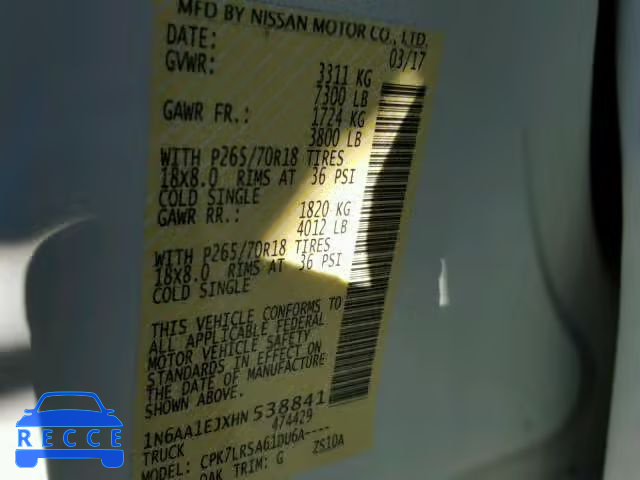 MFD BY NISSAN MOTOR CO., LTD.
DATE: 03/17
GVWR: 3311 KG
7300 LB
GAWR FR.: 1724 KG
3800 LB
WITH P265/70R18 TIRES
18x8.0 RIMS AT 36 PSI
COLD SINGLE
GAWR RR.: 1820 KG
4012 LB
WITH P265/70R18 TIRES
18x8.0 RIMS AT 36 PSI
COLD SINGLE
THIS VEHICLE CONFORMS TO
ALL APPLICABLE FEDERAL
MOTOR VEHICLE SAFETY
STANDARDS IN EFFECT ON
THE DATE OF MANUFACTURE
SHOWN ABOVE.
1N6AA1EJXHN 538841
TRUCK 474429
MODEL: CPK7LR5A61DU6A----
OAK TRIM: G ZS10A
RECCE